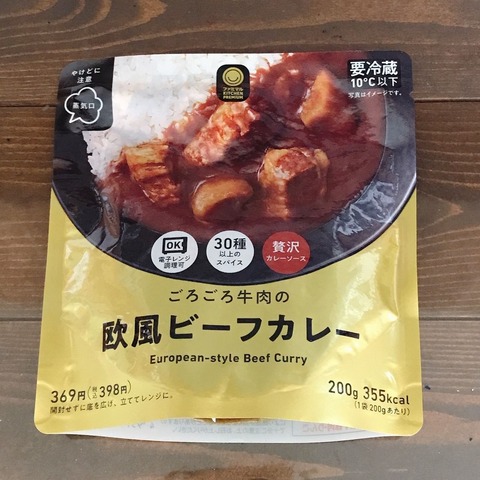 やけどに
注意
蒸気口
ファミマル
KITCHEN
PREMIUM
要冷蔵
10°C以下
写真はイメージです。
OK
電子レンジ
調理可
30種
以上の
スパイス
贅沢
カレーソース
ごろごろ牛肉の
欧風ビーフカレー
European-style Beef Curry
369円(税込398円)
開封せずに底を広げ、立ててレンジに。
200g 355kcal
(1袋200gあたり)